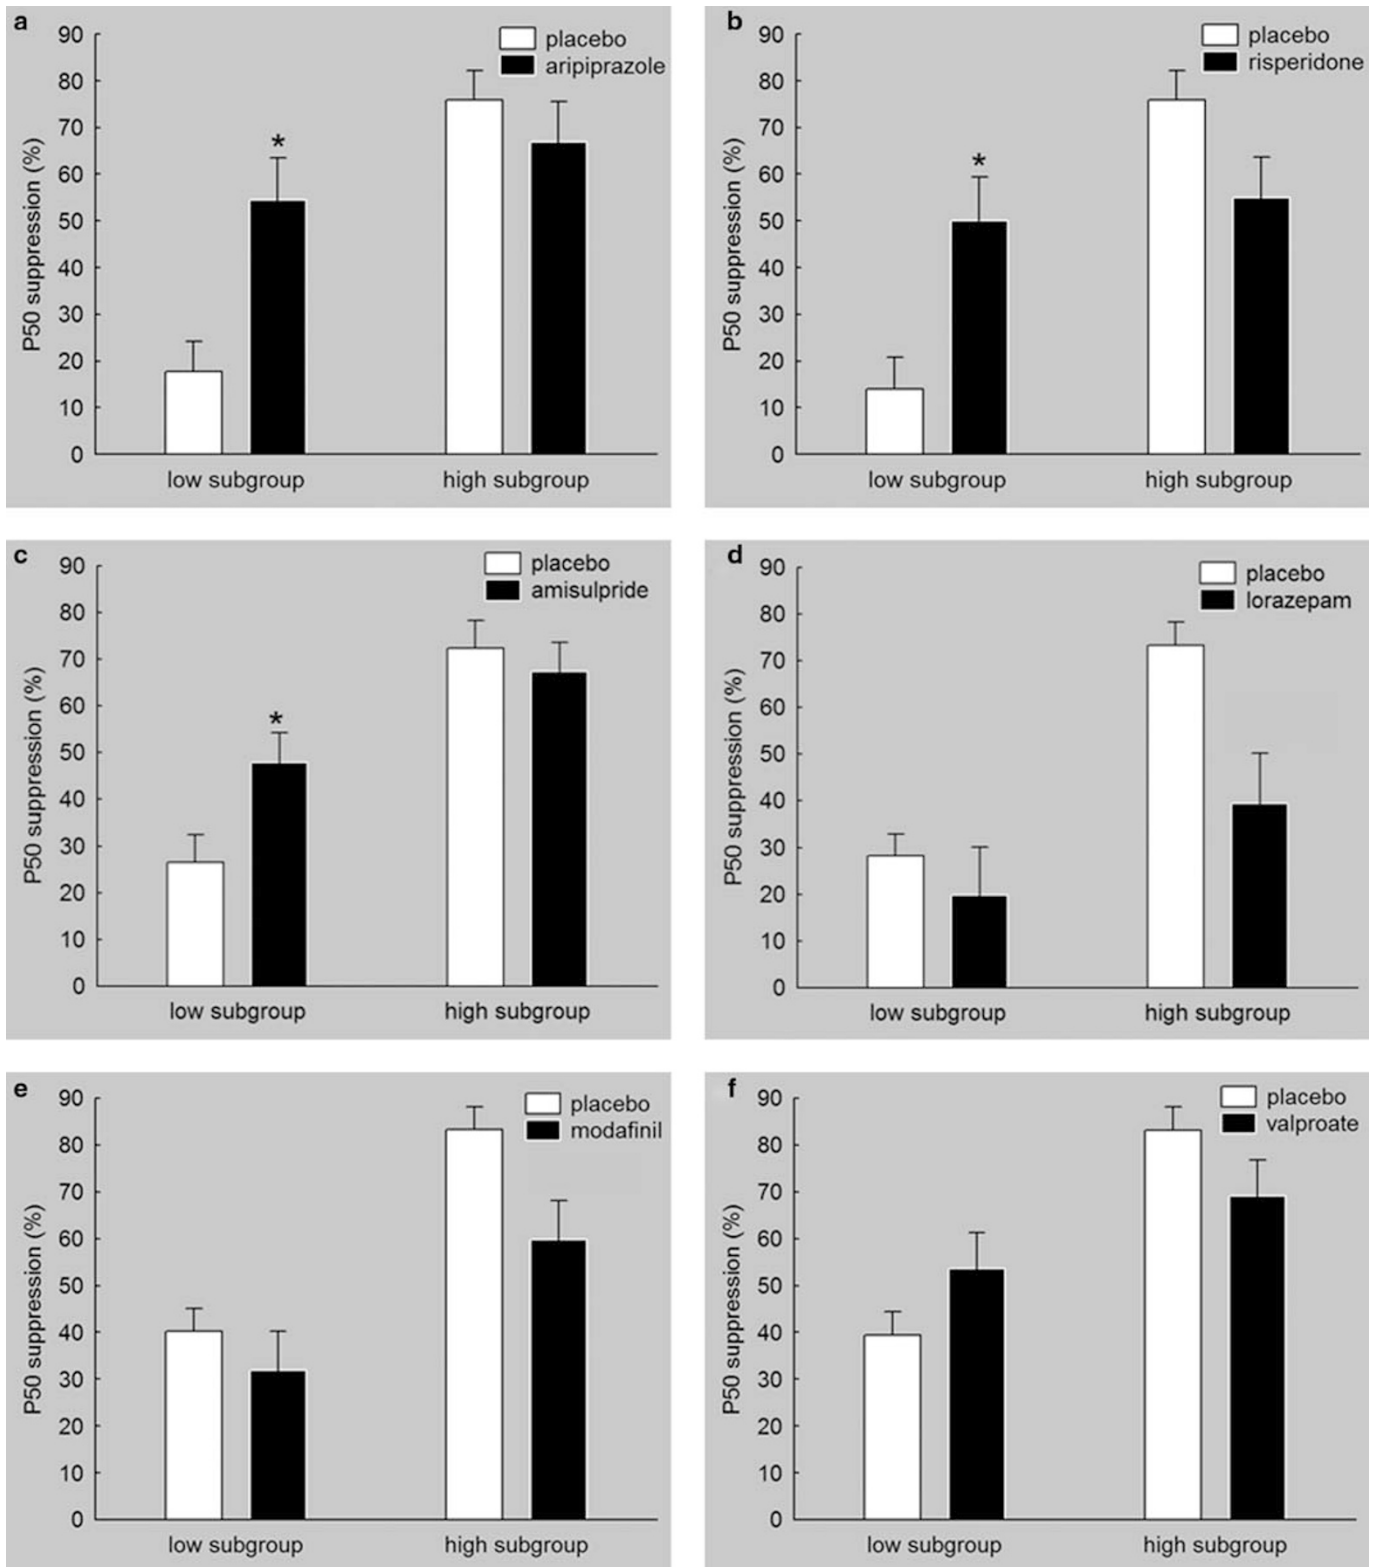 a
placebo
aripiprazole
P50 suppression (%)
90
80
70
60
50
40
30
20
10
0
*
low subgroup
high subgroup
b
placebo
risperidone
P50 suppression (%)
90
80
70
60
50
40
30
20
10
0
*
low subgroup
high subgroup
c
placebo
amisulpride
P50 suppression (%)
90
80
70
60
50
40
30
20
10
0
*
low subgroup
high subgroup
d
placebo
lorazepam
P50 suppression (%)
90
80
70
60
50
40
30
20
10
0
low subgroup
high subgroup
e
placebo
modafinil
P50 suppression (%)
90
80
70
60
50
40
30
20
10
0
low subgroup
high subgroup
f
placebo
valproate
P50 suppression (%)
90
80
70
60
50
40
30
20
10
0
low subgroup
high subgroup